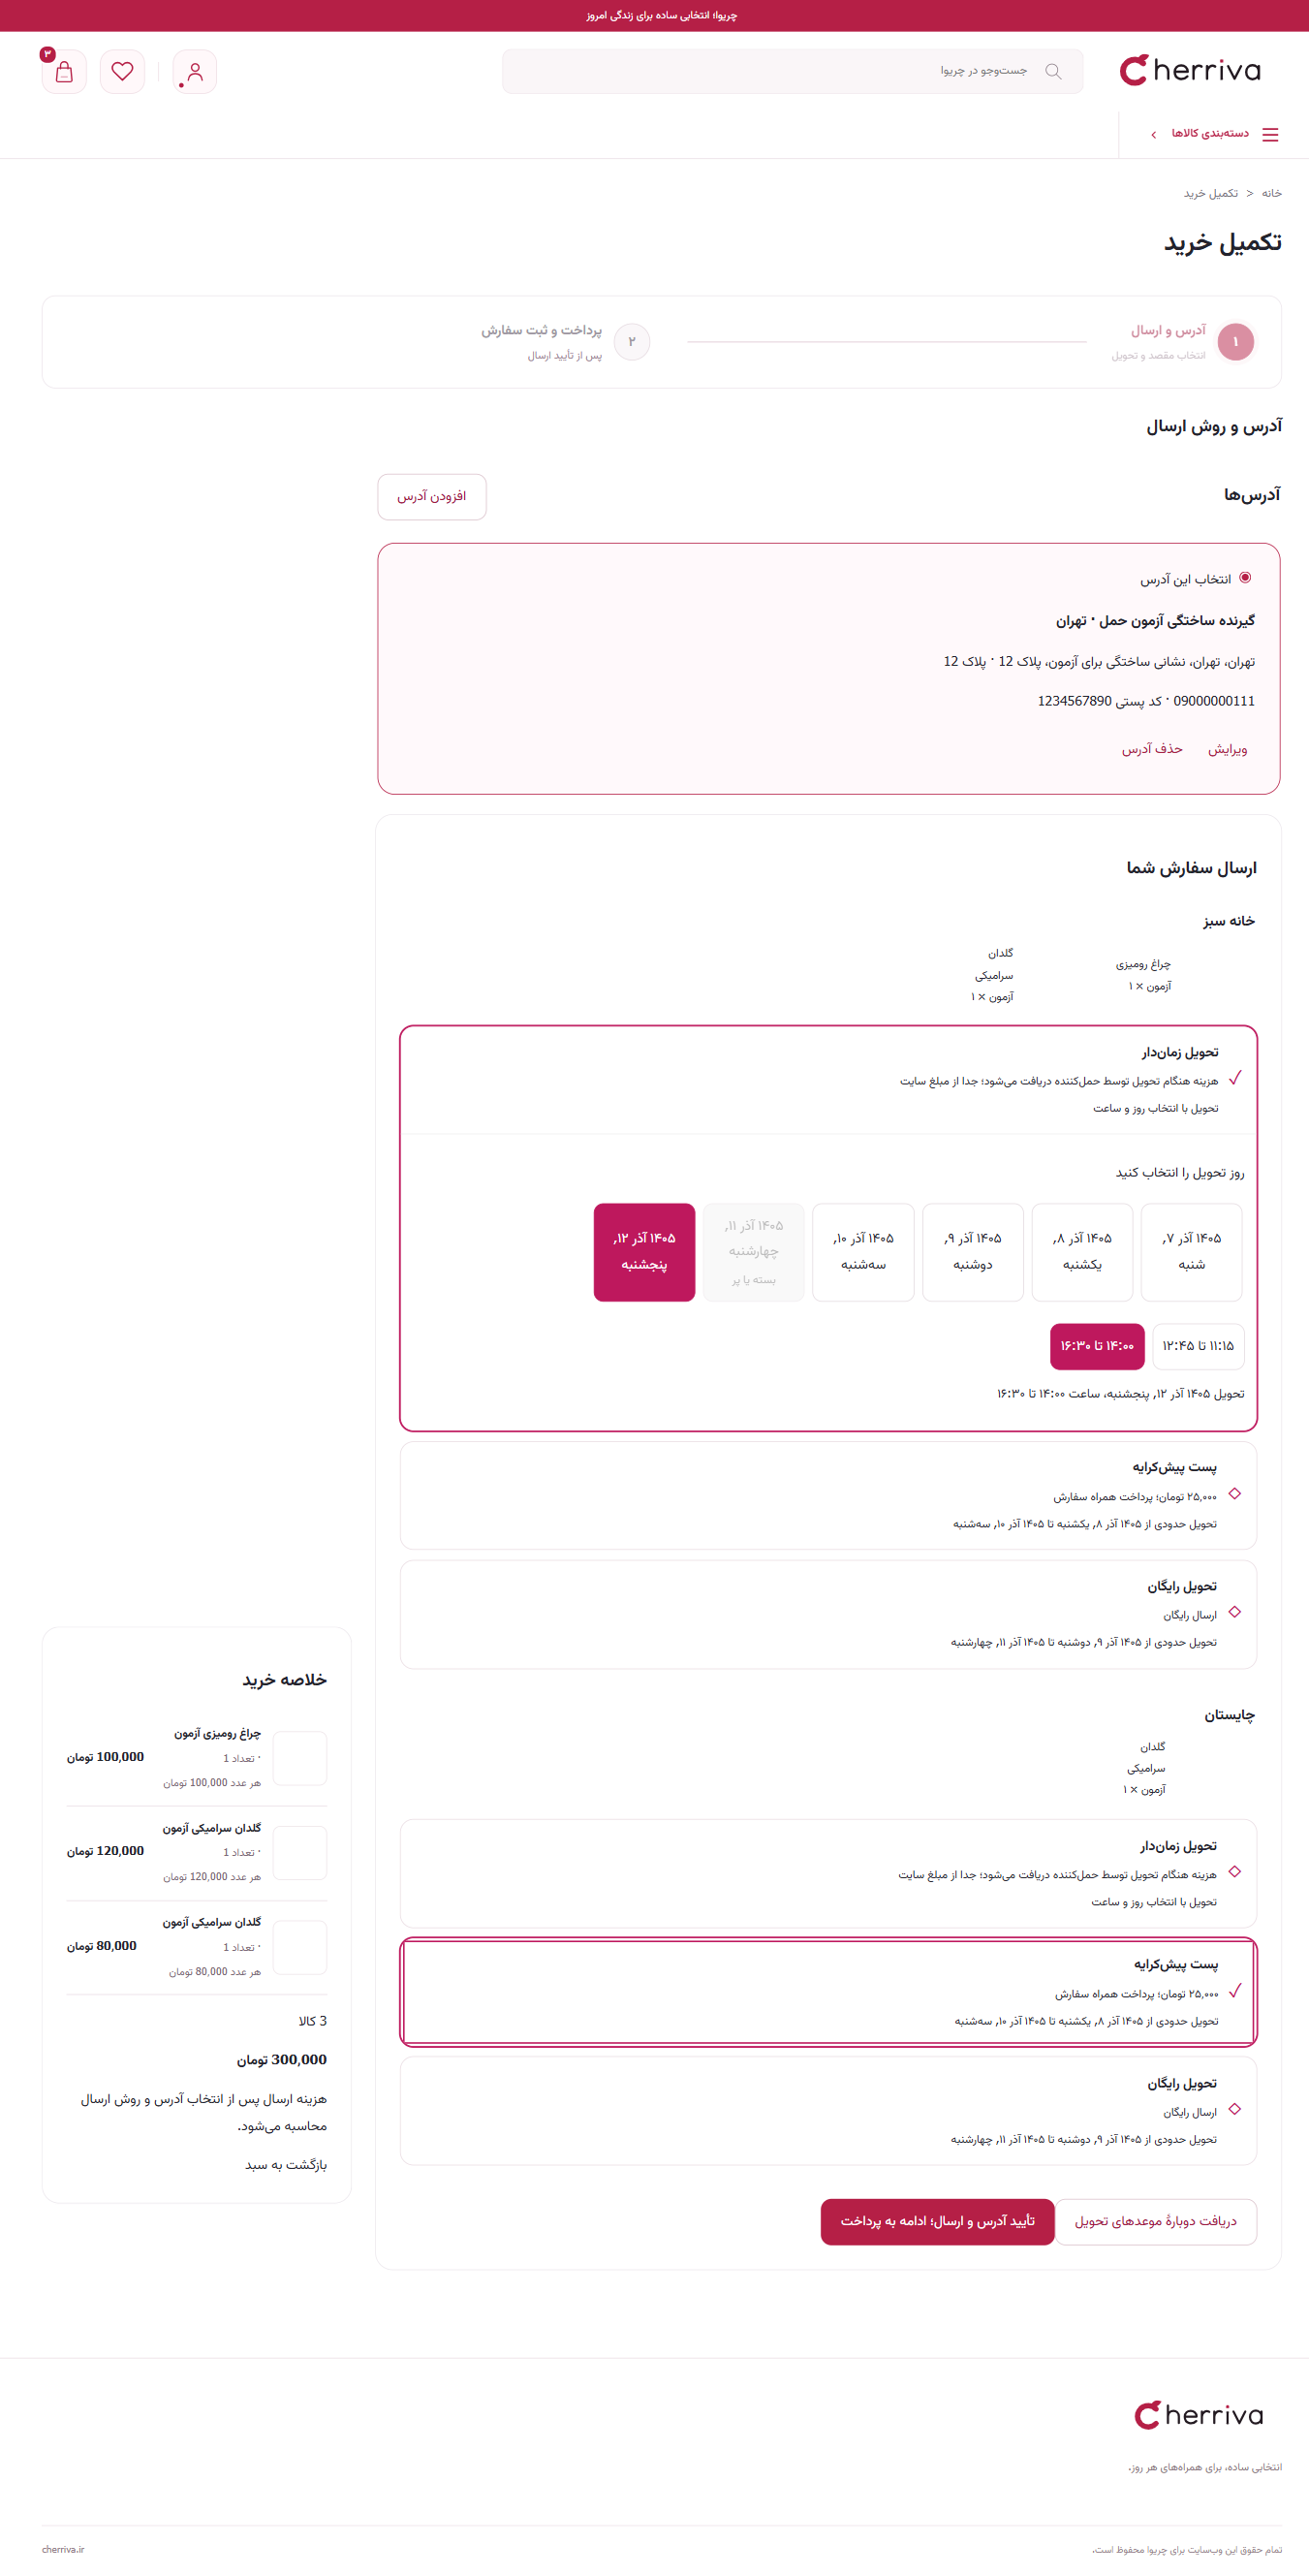 چریوا؛ انتخابی ساده برای زندگی امروز
Cherriva
جست‌وجو در چریوا
۳
دسته‌بندی کالاها
خانه > تکمیل خرید
تکمیل خرید
۱
آدرس و ارسال
انتخاب مقصد و تحویل
۲
پرداخت و ثبت سفارش
پس از تأیید ارسال
آدرس و روش ارسال
آدرس‌ها
افزودن آدرس
انتخاب این آدرس
گیرنده ساختگی آزمون حمل · تهران
تهران، تهران، نشانی ساختگی برای آزمون، پلاک 12 · پلاک 12
09000000111 · کد پستی 1234567890
ویرایش
حذف آدرس
ارسال سفارش شما
خانه سبز
چراغ رومیزی
آزمون × ۱
گلدان
سرامیکی
آزمون × ۱
تحویل زمان‌دار
هزینه هنگام تحویل توسط حمل‌کننده دریافت می‌شود؛ جدا از مبلغ سایت
تحویل با انتخاب روز و ساعت
روز تحویل را انتخاب کنید
۱۴۰۵ آذر ۷,
شنبه
۱۴۰۵ آذر ۸,
یکشنبه
۱۴۰۵ آذر ۹,
دوشنبه
۱۴۰۵ آذر ۱۰,
سه‌شنبه
۱۴۰۵ آذر ۱۱,
چهارشنبه
بسته یا پر
۱۴۰۵ آذر ۱۲,
پنجشنبه
۱۱:۱۵ تا ۱۲:۴۵
۱۴:۰۰ تا ۱۶:۳۰
تحویل ۱۴۰۵ آذر ۱۲, پنجشنبه، ساعت ۱۴:۰۰ تا ۱۶:۳۰
پست پیش‌کرایه
۲۵,۰۰۰ تومان؛ پرداخت همراه سفارش
تحویل حدودی از ۱۴۰۵ آذر ۸, یکشنبه تا ۱۴۰۵ آذر ۱۰, سه‌شنبه
تحویل رایگان
ارسال رایگان
تحویل حدودی از ۱۴۰۵ آذر ۹, دوشنبه تا ۱۴۰۵ آذر ۱۱, چهارشنبه
چایستان
گلدان
سرامیکی
آزمون × ۱
تحویل زمان‌دار
هزینه هنگام تحویل توسط حمل‌کننده دریافت می‌شود؛ جدا از مبلغ سایت
تحویل با انتخاب روز و ساعت
پست پیش‌کرایه
۲۵,۰۰۰ تومان؛ پرداخت همراه سفارش
تحویل حدودی از ۱۴۰۵ آذر ۸, یکشنبه تا ۱۴۰۵ آذر ۱۰, سه‌شنبه
تحویل رایگان
ارسال رایگان
تحویل حدودی از ۱۴۰۵ آذر ۹, دوشنبه تا ۱۴۰۵ آذر ۱۱, چهارشنبه
دریافت دوبارهٔ موعدهای تحویل
تأیید آدرس و ارسال؛ ادامه به پرداخت
خلاصه خرید
چراغ رومیزی آزمون
· تعداد 1
هر عدد 100,000 تومان
100,000 تومان
گلدان سرامیکی آزمون
· تعداد 1
هر عدد 120,000 تومان
120,000 تومان
گلدان سرامیکی آزمون
· تعداد 1
هر عدد 80,000 تومان
80,000 تومان
3 کالا
300,000 تومان
هزینه ارسال پس از انتخاب آدرس و روش ارسال
محاسبه می‌شود.
بازگشت به سبد
Cherriva
انتخابی ساده، برای همراه‌های هر روز.
تمام حقوق این وب‌سایت برای چریوا محفوظ است.
cherriva.ir